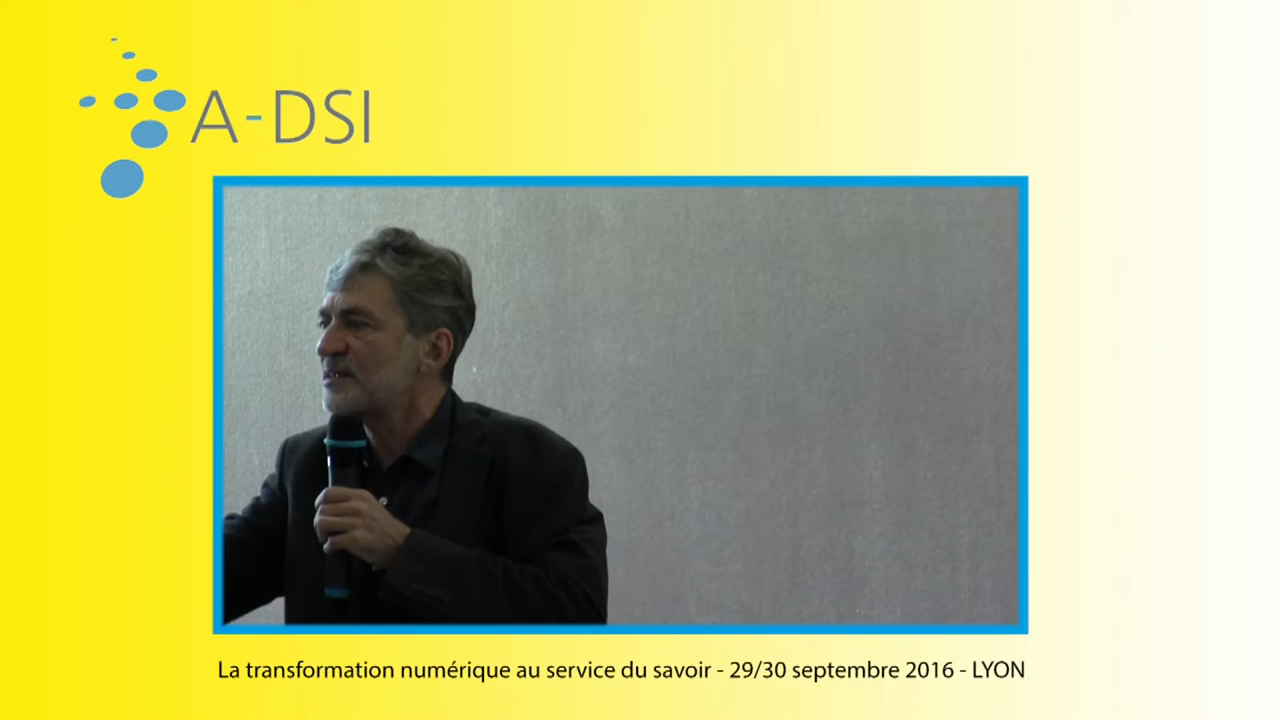 A-DSI
La transformation numérique au service du savoir - 29/30 septembre 2016 - LYON